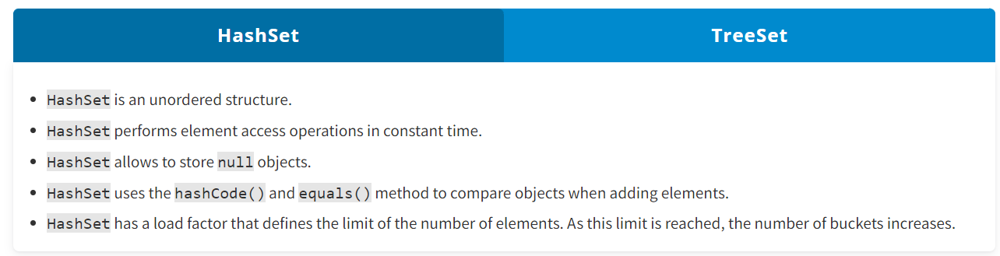 HashSet TreeSet
• HashSet is an unordered structure.
• HashSet performs element access operations in constant time.
• HashSet allows to store null objects.
• HashSet uses the hashCode() and equals() method to compare objects when adding elements.
• HashSet has a load factor that defines the limit of the number of elements. As this limit is reached, the number of buckets increases.